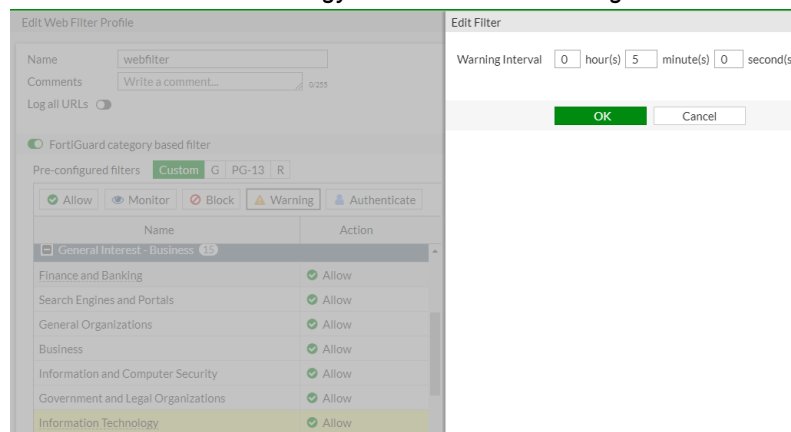 Edit Web Filter Profile
Edit Filter
Name webfilter
Comments Write a comment... 0/255
Log all URLs
Warning Interval 0 hour(s) 5 minute(s) 0 second(s
OK Cancel
FortiGuard category based filter
Pre-configured filters Custom G PG-13 R
Allow Monitor Block Warning Authenticate
Name Action
General Interest - Business 15
Finance and Banking Allow
Search Engines and Portals Allow
General Organizations Allow
Business Allow
Information and Computer Security Allow
Government and Legal Organizations Allow
Information Technology Allow